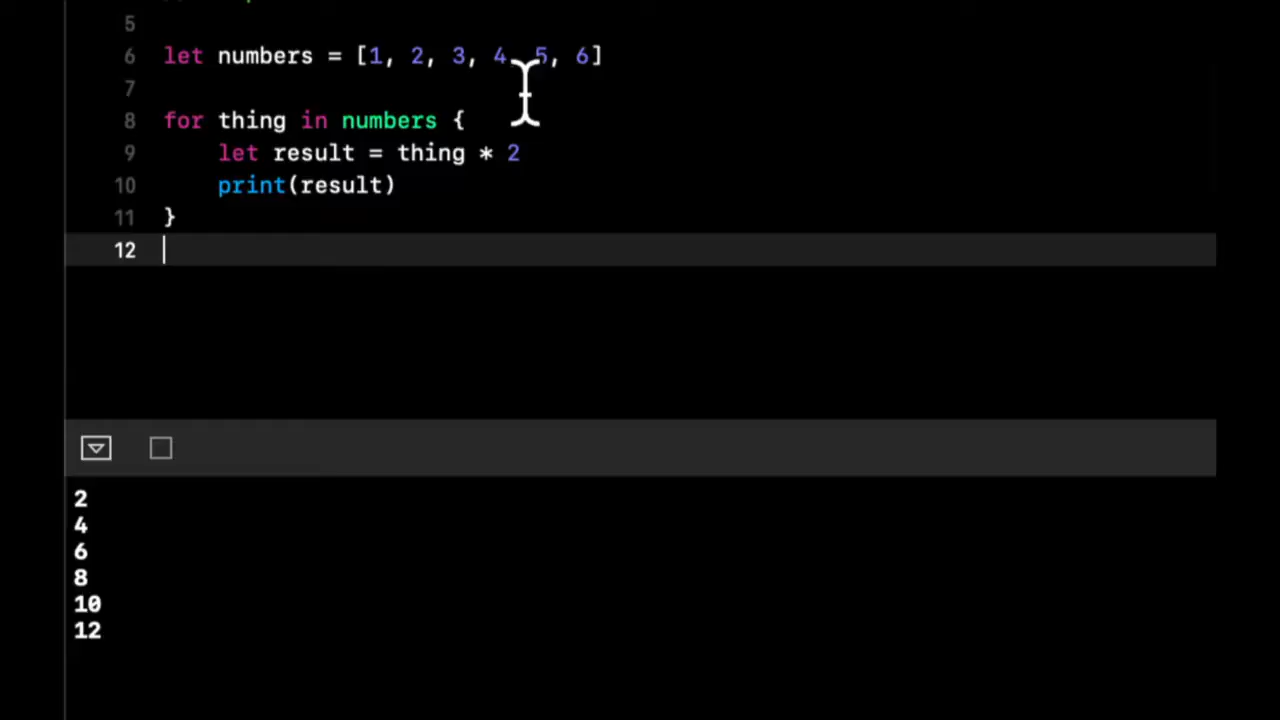 5
6 let numbers = [1, 2, 3, 4, 5, 6]
7
8 for thing in numbers {
9 let result = thing * 2
10 print(result)
11 }
12
2
4
6
8
10
12